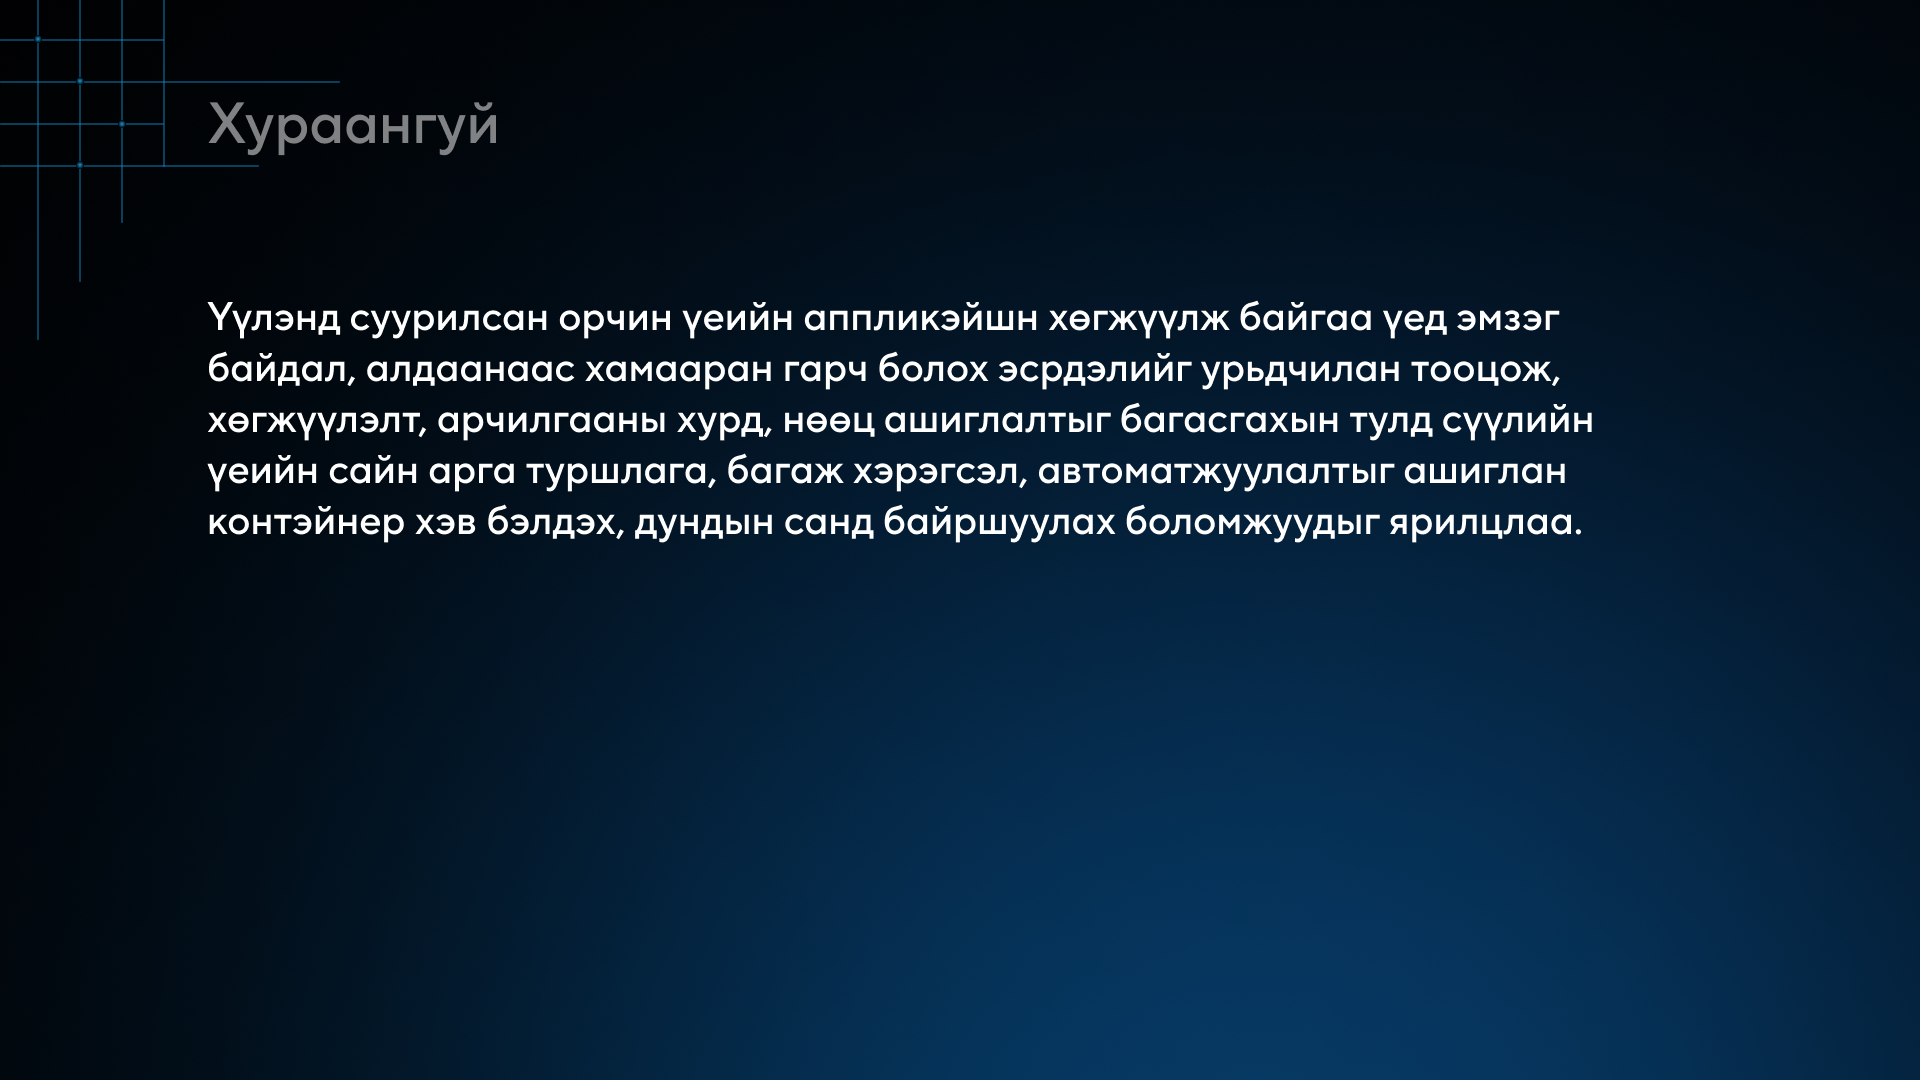 Хураангуй
Үүлэнд суурилсан орчин үеийн аппликэйшн хөгжүүлж байгаа үед эмзэг
байдал, алдаанаас хамааран гарч болох эсрдэлийг урьдчилан тооцож,
хөгжүүлэлт, арчилгааны хурд, нөөц ашиглалтыг багасгахын тулд сүүлийн
үеийн сайн арга туршлага, багаж хэрэгсэл, автоматжуулалтыг ашиглан
контэйнер хэв бэлдэх, дундын санд байршуулах боломжуудыг ярилцлаа.